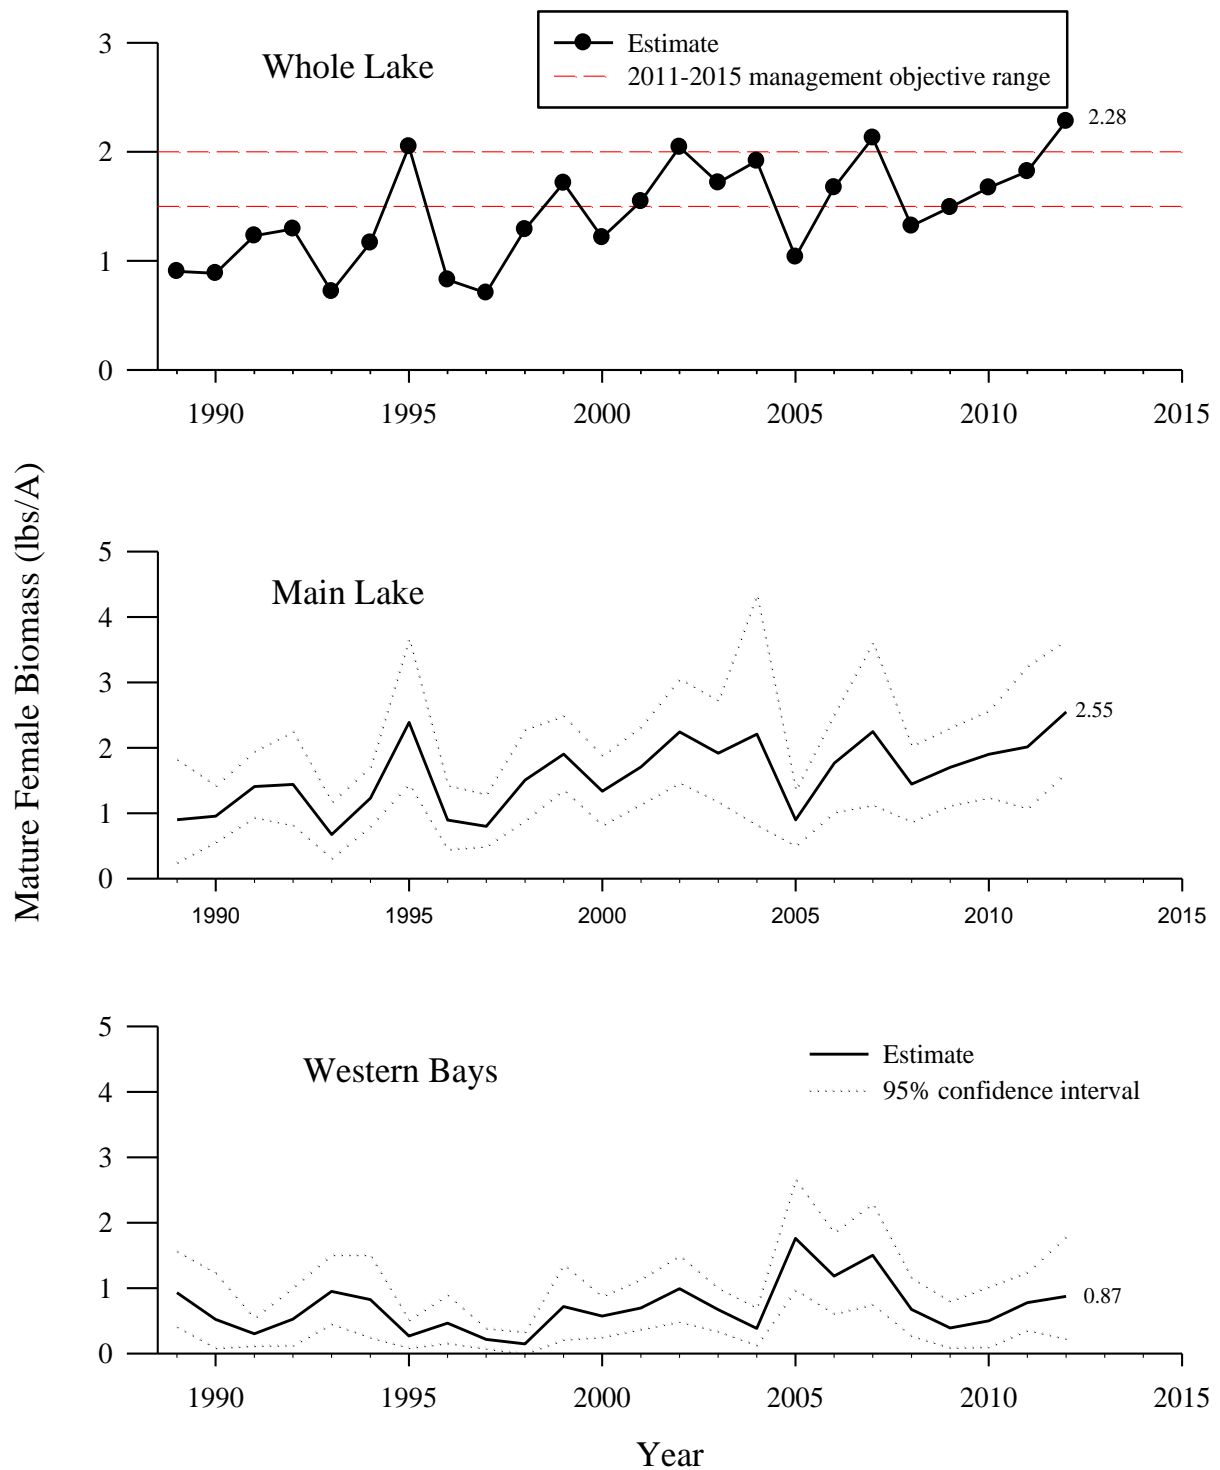 Mature Female Biomass (lbs/A)
Whole Lake
Estimate
2011-2015 management objective range
3
2
1
0
2.28
1990 1995 2000 2005 2010 2015
Main Lake
5
4
3
2
1
0
2.55
1990 1995 2000 2005 2010 2015
Western Bays
Estimate
95% confidence interval
5
4
3
2
1
0
0.87
1990 1995 2000 2005 2010 2015
Year